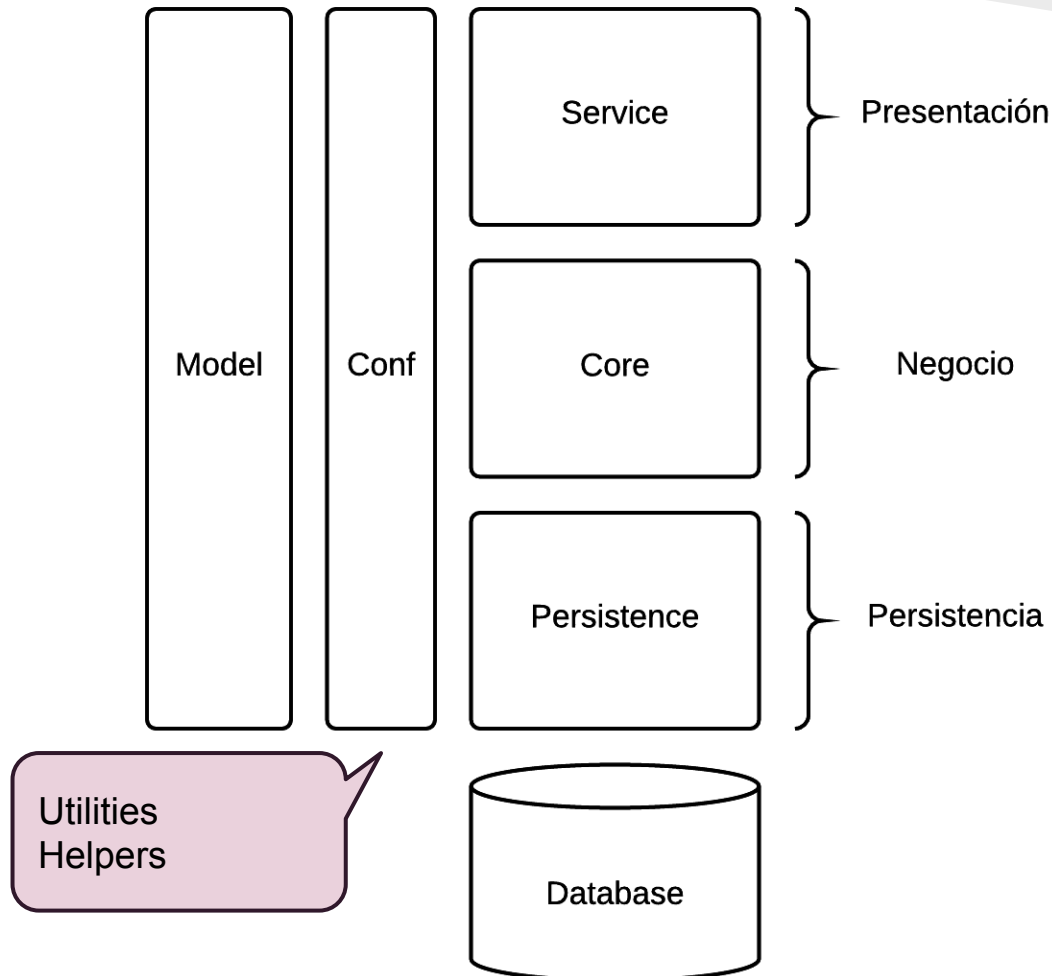 Service
Presentación
Model
Conf
Core
Negocio
Persistence
Persistencia
Utilities
Helpers
Database